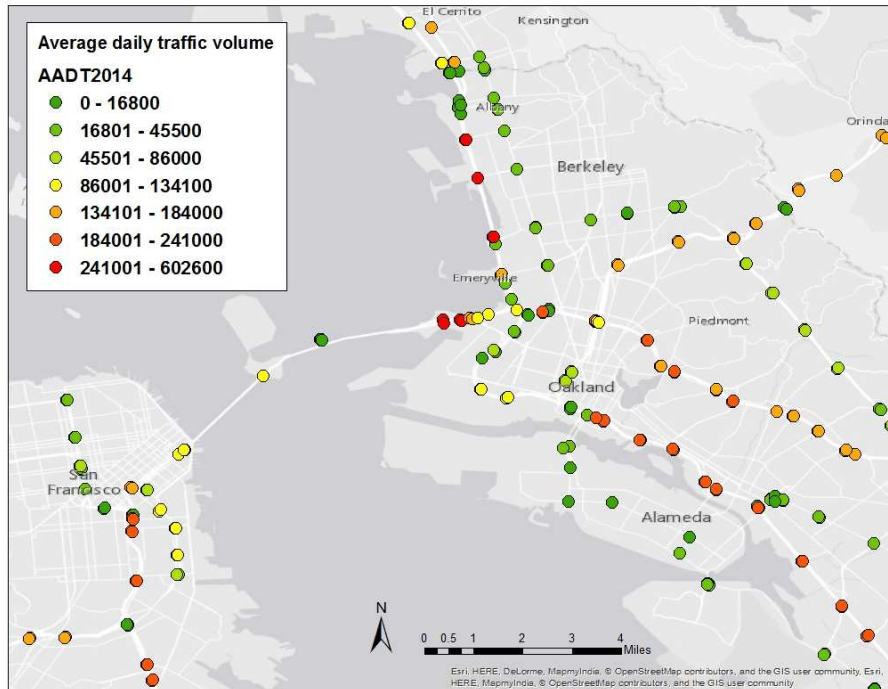 El Cerrito
Kensington
Average daily traffic volume
AADT2014
0 - 16800
16801 - 45500
45501 - 86000
86001 - 134100
134101 - 184000
184001 - 241000
241001 - 602600
Albany
Orinda
Berkeley
Emeryville
Piedmont
Oakland
San
Francisco
Alameda
N
0 0.5 1 2 3 4
Miles
Esri, HERE, DeLorme, MapmyIndia, © OpenStreetMap contributors, and the GIS user community, Esri,
HERE, MapmyIndia, © OpenStreetMap contributors, and the GIS user community